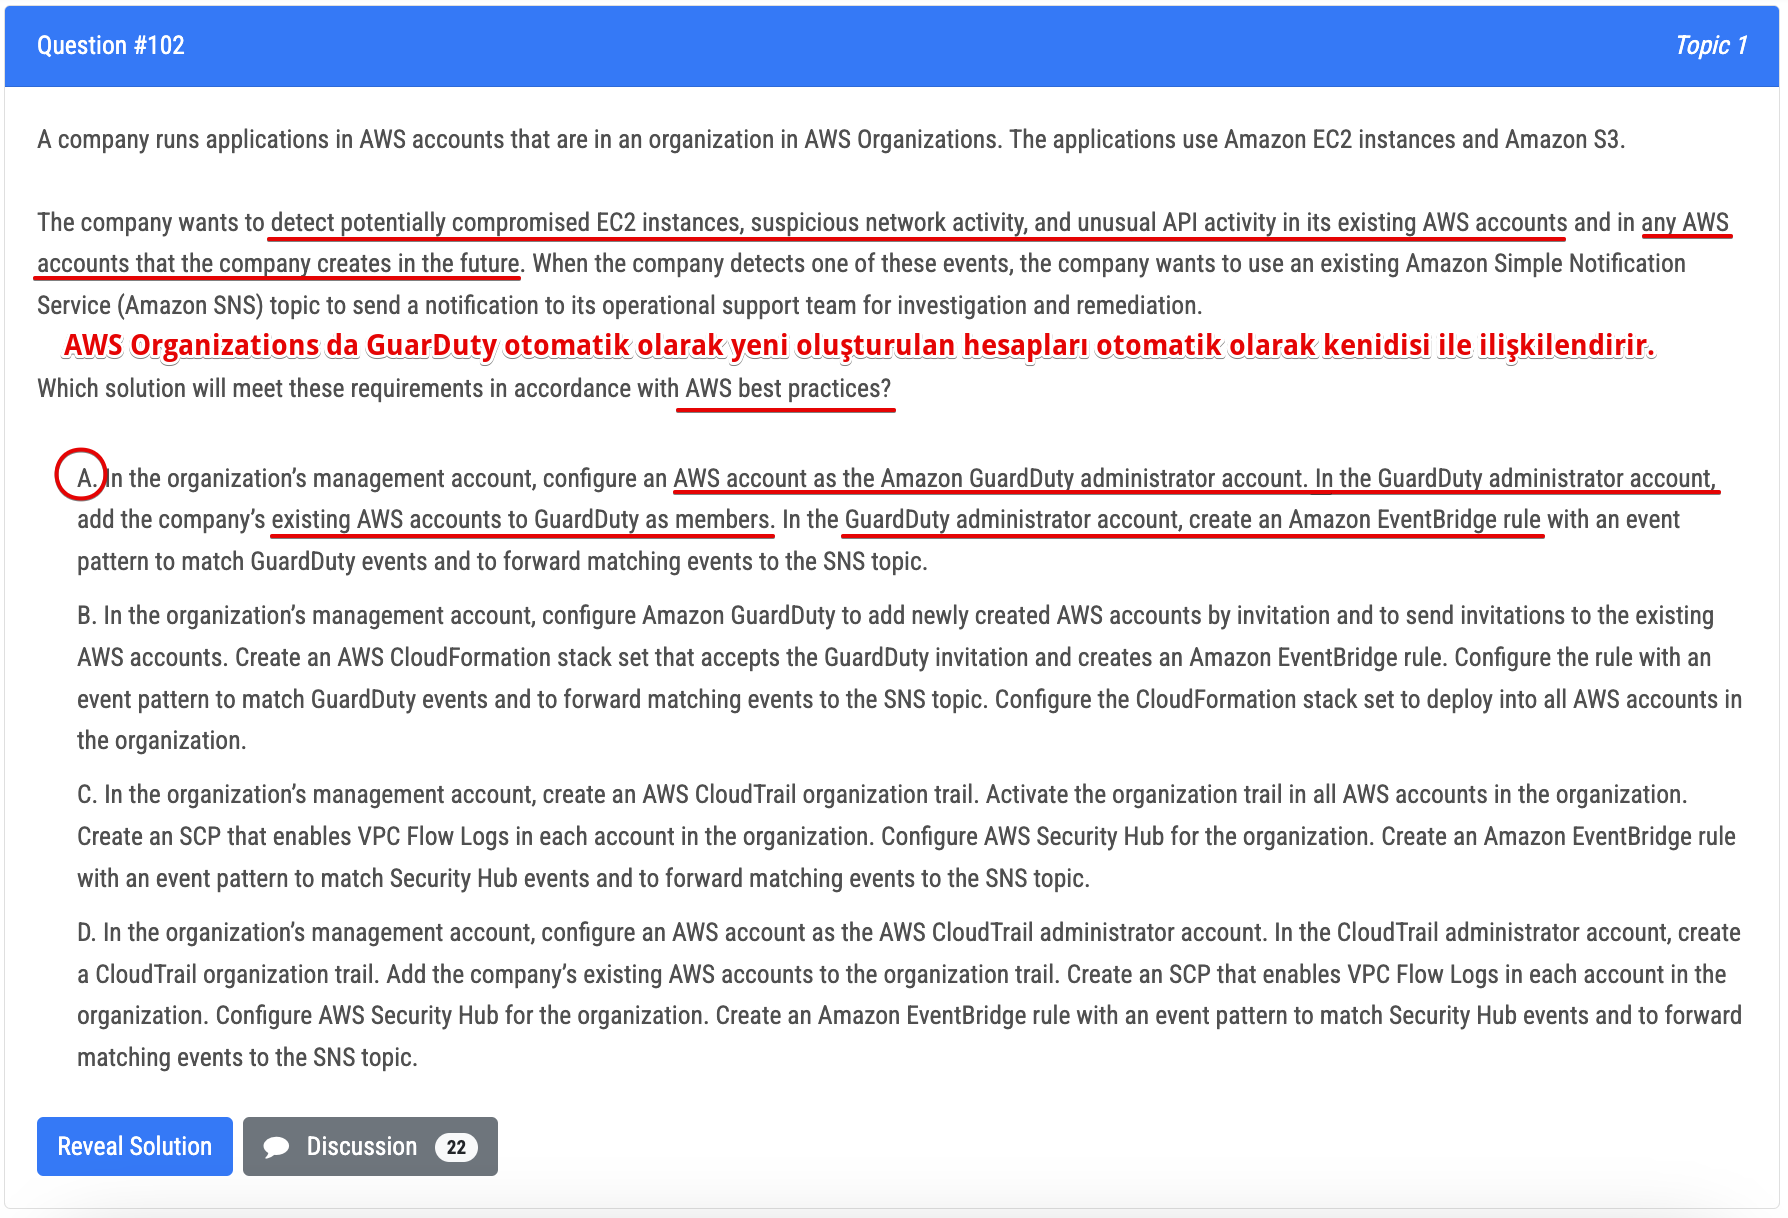 Question #102
Topic 1
A company runs applications in AWS accounts that are in an organization in AWS Organizations. The applications use Amazon EC2 instances and Amazon S3.
The company wants to detect potentially compromised EC2 instances, suspicious network activity, and unusual API activity in its existing AWS accounts and in any AWS
accounts that the company creates in the future. When the company detects one of these events, the company wants to use an existing Amazon Simple Notification
Service (Amazon SNS) topic to send a notification to its operational support team for investigation and remediation.
AWS Organizations da GuarDuty otomatik olarak yeni oluşturulan hesapları otomatik olarak kenidisi ile ilişkilendirir.
Which solution will meet these requirements in accordance with AWS best practices?
A. In the organization's management account, configure an AWS account as the Amazon GuardDuty administrator account. In the GuardDuty administrator account,
add the company's existing AWS accounts to GuardDuty as members. In the GuardDuty administrator account, create an Amazon EventBridge rule with an event
pattern to match GuardDuty events and to forward matching events to the SNS topic.
B. In the organization's management account, configure Amazon GuardDuty to add newly created AWS accounts by invitation and to send invitations to the existing
AWS accounts. Create an AWS CloudFormation stack set that accepts the GuardDuty invitation and creates an Amazon EventBridge rule. Configure the rule with an
event pattern to match GuardDuty events and to forward matching events to the SNS topic. Configure the CloudFormation stack set to deploy into all AWS accounts in
the organization.
C. In the organization's management account, create an AWS CloudTrail organization trail. Activate the organization trail in all AWS accounts in the organization.
Create an SCP that enables VPC Flow Logs in each account in the organization. Configure AWS Security Hub for the organization. Create an Amazon EventBridge rule
with an event pattern to match Security Hub events and to forward matching events to the SNS topic.
D. In the organization's management account, configure an AWS account as the AWS CloudTrail administrator account. In the CloudTrail administrator account, create
a CloudTrail organization trail. Add the company's existing AWS accounts to the organization trail. Create an SCP that enables VPC Flow Logs in each account in the
organization. Configure AWS Security Hub for the organization. Create an Amazon EventBridge rule with an event pattern to match Security Hub events and to forward
matching events to the SNS topic.
Reveal Solution
Discussion 22